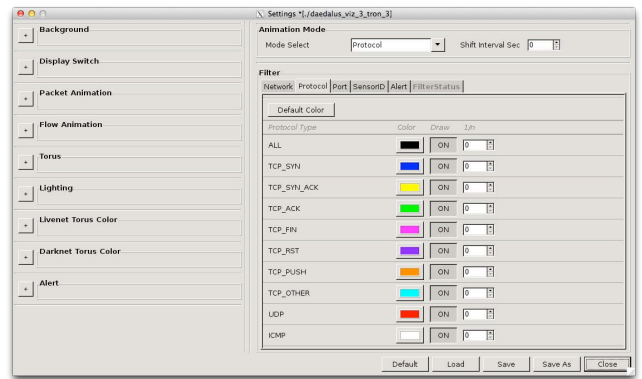 Settings *[./daedalus_viz_3_tron_3]
+ Background
+ Display Switch
+ Packet Animation
+ Flow Animation
+ Torus
+ Lighting
+ Livenet Torus Color
+ Darknet Torus Color
+ Alert
Animation Mode
Mode Select Protocol Shift Interval Sec 0
Filter
Network Protocol Port SensorID Alert FilterStatus
Default Color
Protocol Type Color Draw 1/n
ALL ON 0
TCP_SYN ON 0
TCP_SYN_ACK ON 0
TCP_ACK ON 0
TCP_FIN ON 0
TCP_RST ON 0
TCP_PUSH ON 0
TCP_OTHER ON 0
UDP ON 0
ICMP ON 0
Default Load Save Save As Close